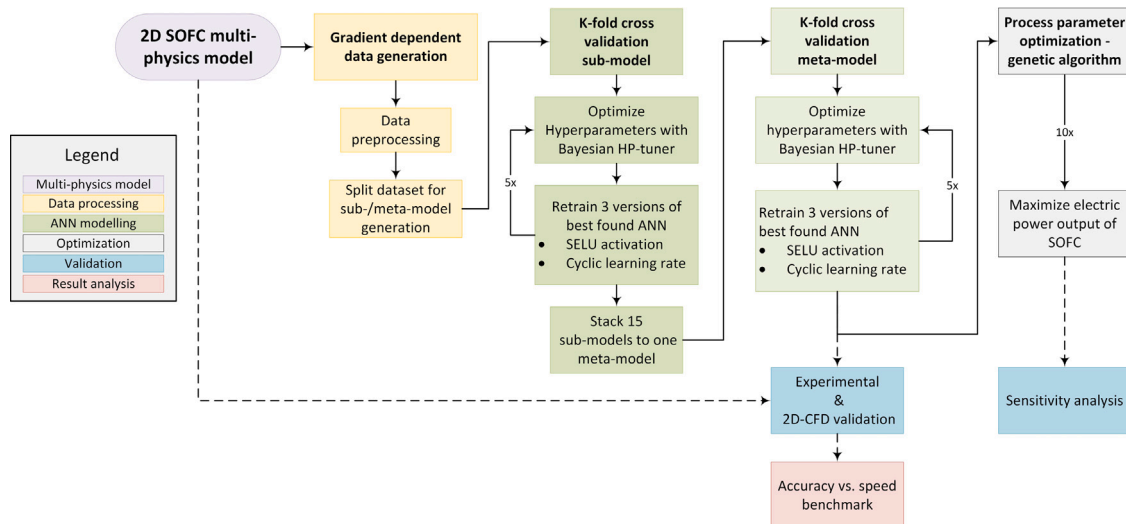 2D SOFC multi-
physics model
Gradient dependent
data generation
Data
preprocessing
Split dataset for
sub-/meta-model
generation
K-fold cross
validation
sub-model
Optimize
Hyperparameters with
Bayesian HP-tuner
5x
Retrain 3 versions of
best found ANN
• SELU activation
• Cyclic learning rate
Stack 15
sub-models to one
meta-model
K-fold cross
validation
meta-model
Optimize
hyperparameters with
Bayesian HP-tuner
5x
Retrain 3 versions of
best found ANN
• SELU activation
• Cyclic learning rate
Experimental
&
2D-CFD validation
Accuracy vs. speed
benchmark
Process parameter
optimization -
genetic algorithm
10x
Maximize electric
power output of
SOFC
Sensitivity analysis
Legend
Multi-physics model
Data processing
ANN modelling
Optimization
Validation
Result analysis